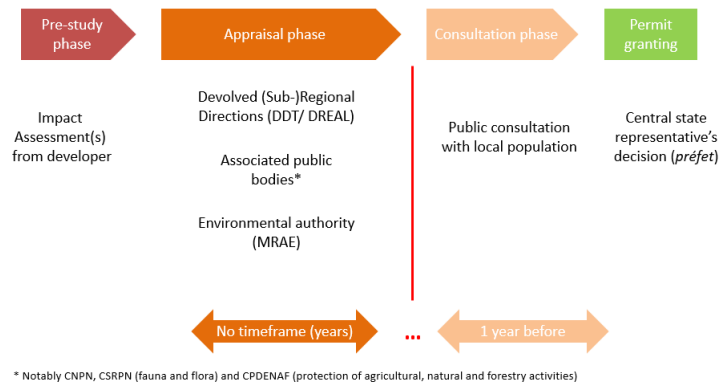 Pre-study
phase
Appraisal phase
Consultation phase
Permit
granting
Impact
Assessment(s)
from developer
Devolved (Sub-)Regional
Directions (DDT/ DREAL)
Associated public
bodies*
Environmental authority
(MRAE)
Public consultation
with local population
Central state
representative's
decision (préfet)
No timeframe (years)
...
1 year before
* Notably CNPN, CSRPN (fauna and flora) and CPDENAF (protection of agricultural, natural and forestry activities)